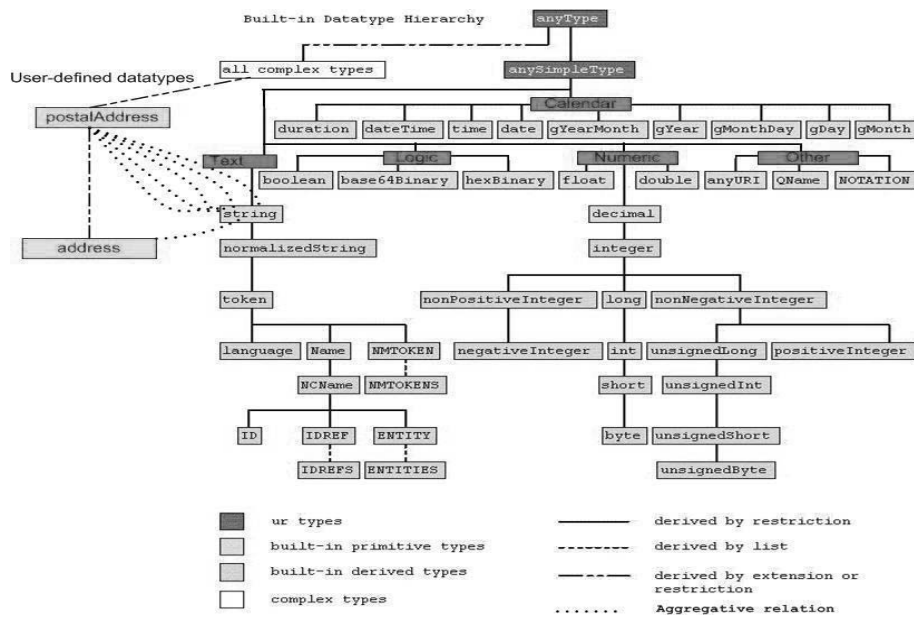 Built-in Datatype Hierarchy
anyType
all complex types
anySimpleType
User-defined datatypes
postalAddress
Calendar
duration dateTime time date gYearMonth gYear gMonthDay gDay gMonth
Text Logic Numeric Other
boolean base64Binary hexBinary float double anyURI QName NOTATION
string decimal
address
normalizedString integer
token nonPositiveInteger long nonNegativeInteger
language Name NMTOKEN negativeInteger int unsignedLong positiveInteger
NCName NMTOKENS short unsignedInt
ID IDREF ENTITY byte unsignedShort
IDREFS ENTITIES unsignedByte
ur types derived by restriction
built-in primitive types derived by list
built-in derived types derived by extension or
restriction
complex types Aggregative relation